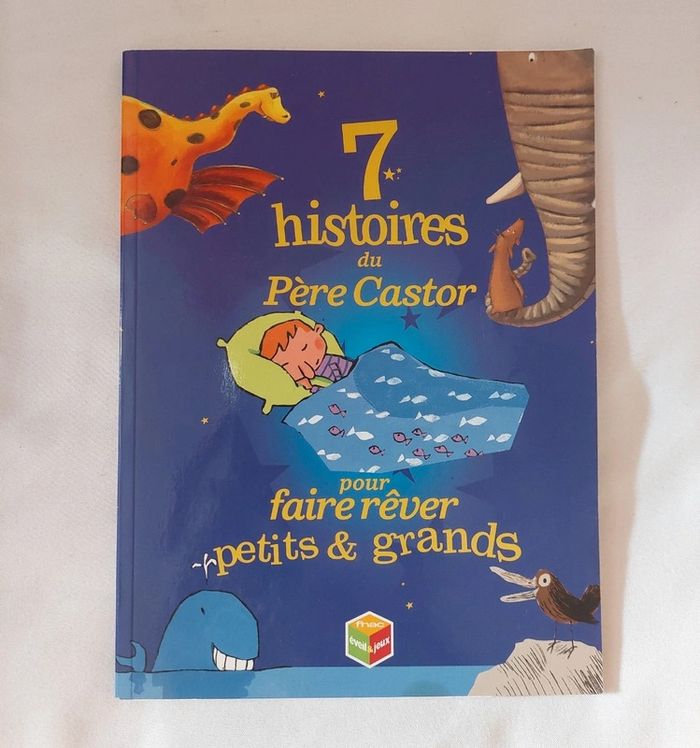 7
histoires
du
Père Castor
pour
faire rêver
petits & grands
fnac
éveil & jeux